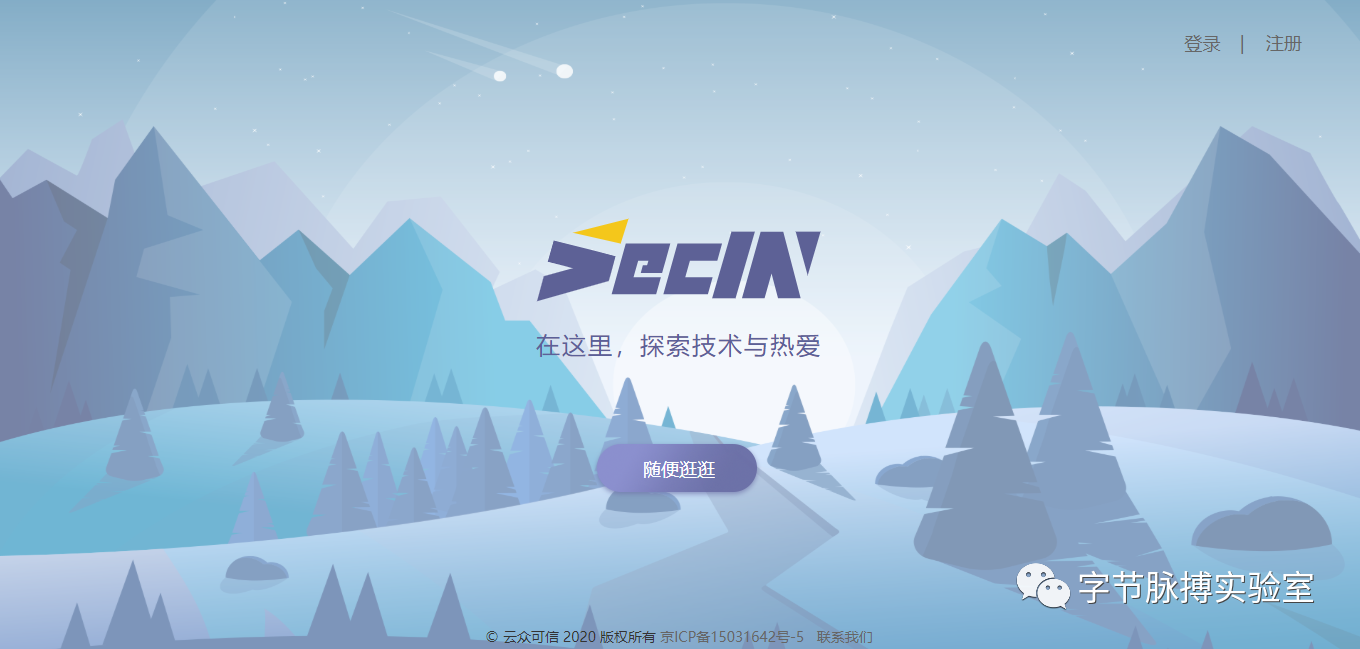 登录 | 注册
SecIN
在这里，探索技术与热爱
随便逛逛
字节脉搏实验室
© 云众可信 2020 版权所有 京ICP备15031642号-5 联系我们